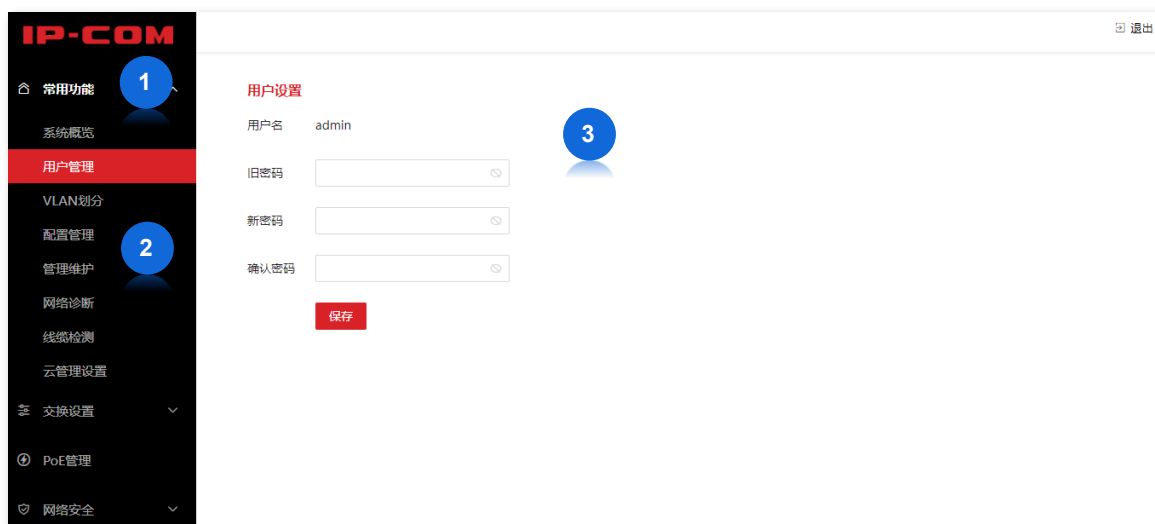 IP-COM
退出
常用功能
1
系统概览
用户管理
VLAN划分
配置管理
2
管理维护
网络诊断
线缆检测
云管理设置
交换设置
PoE管理
网络安全
用户设置
用户名 admin
3
旧密码
新密码
确认密码
保存